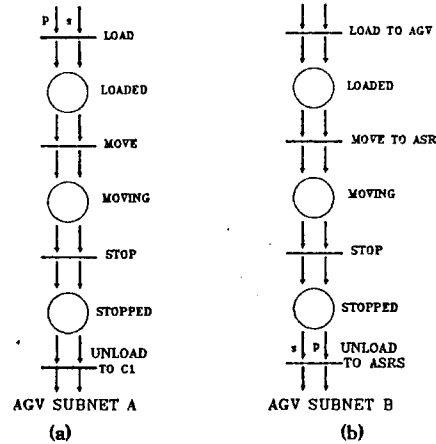 p s
LOAD
LOADED
MOVE
MOVING
STOP
STOPPED
UNLOAD
TO C1
AGV SUBNET A
(a)
LOAD TO AGV
LOADED
MOVE TO ASR
MOVING
STOP
STOPPED
s p
UNLOAD
TO ASRS
AGV SUBNET B
(b)